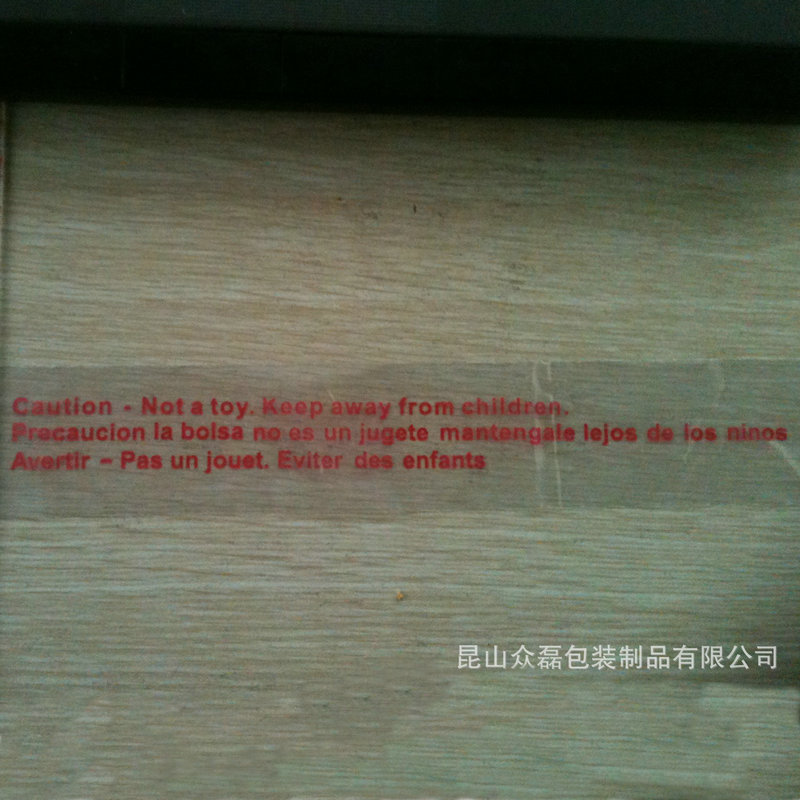 Caution - Not a toy. Keep away from children.
Precaucion la bolsa no es un jugete mantengale lejos de los ninos
Avertir – Pas un jouet. Eviter des enfants
昆山众磊包装制品有限公司